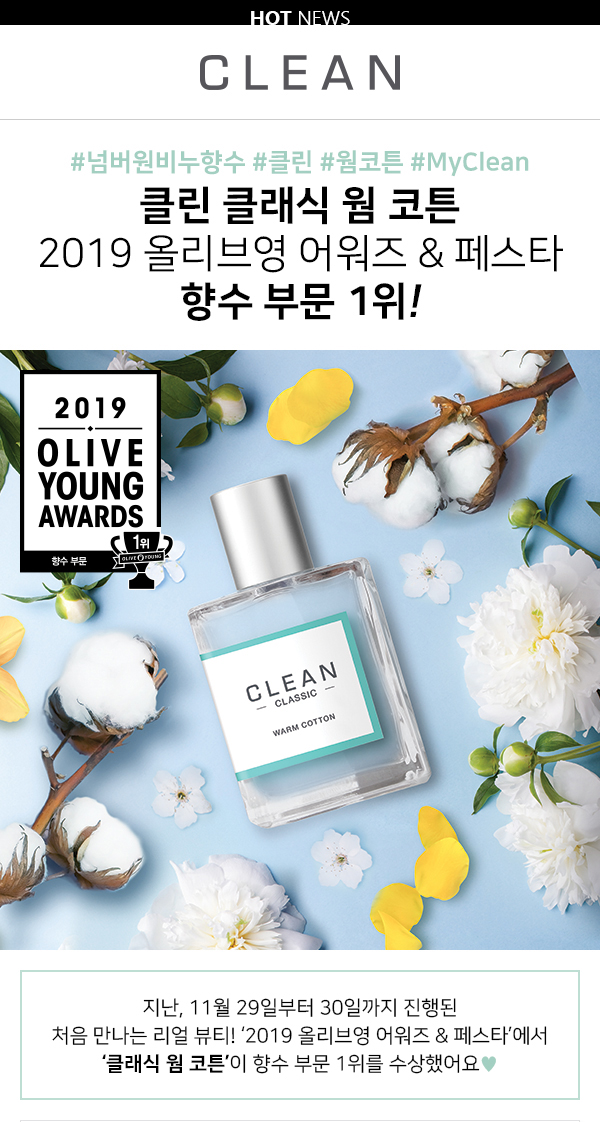 HOT NEWS
CLEAN
#넘버원비누향수 #클린 #웜코튼 #MyClean
클린 클래식 웜 코튼
2019 올리브영 어워즈 & 페스타
향수 부문 1위!
2019
OLIVE
YOUNG
AWARDS
1위
OLIVE YOUNG
향수 부문
CLEAN
CLASSIC
WARM COTTON
지난, 11월 29일부터 30일까지 진행된
처음 만나는 리얼 뷰티! ‘2019 올리브영 어워즈 & 페스타’에서
‘클래식 웜 코튼’이 향수 부문 1위를 수상했어요♥